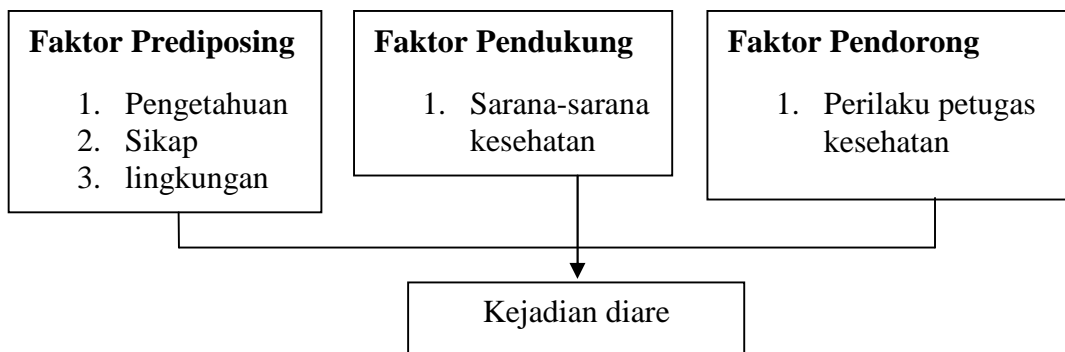 Faktor Prediposing
1. Pengetahuan
2. Sikap
3. lingkungan
Faktor Pendukung
1. Sarana-sarana
kesehatan
Faktor Pendorong
1. Perilaku petugas
kesehatan
Kejadian diare